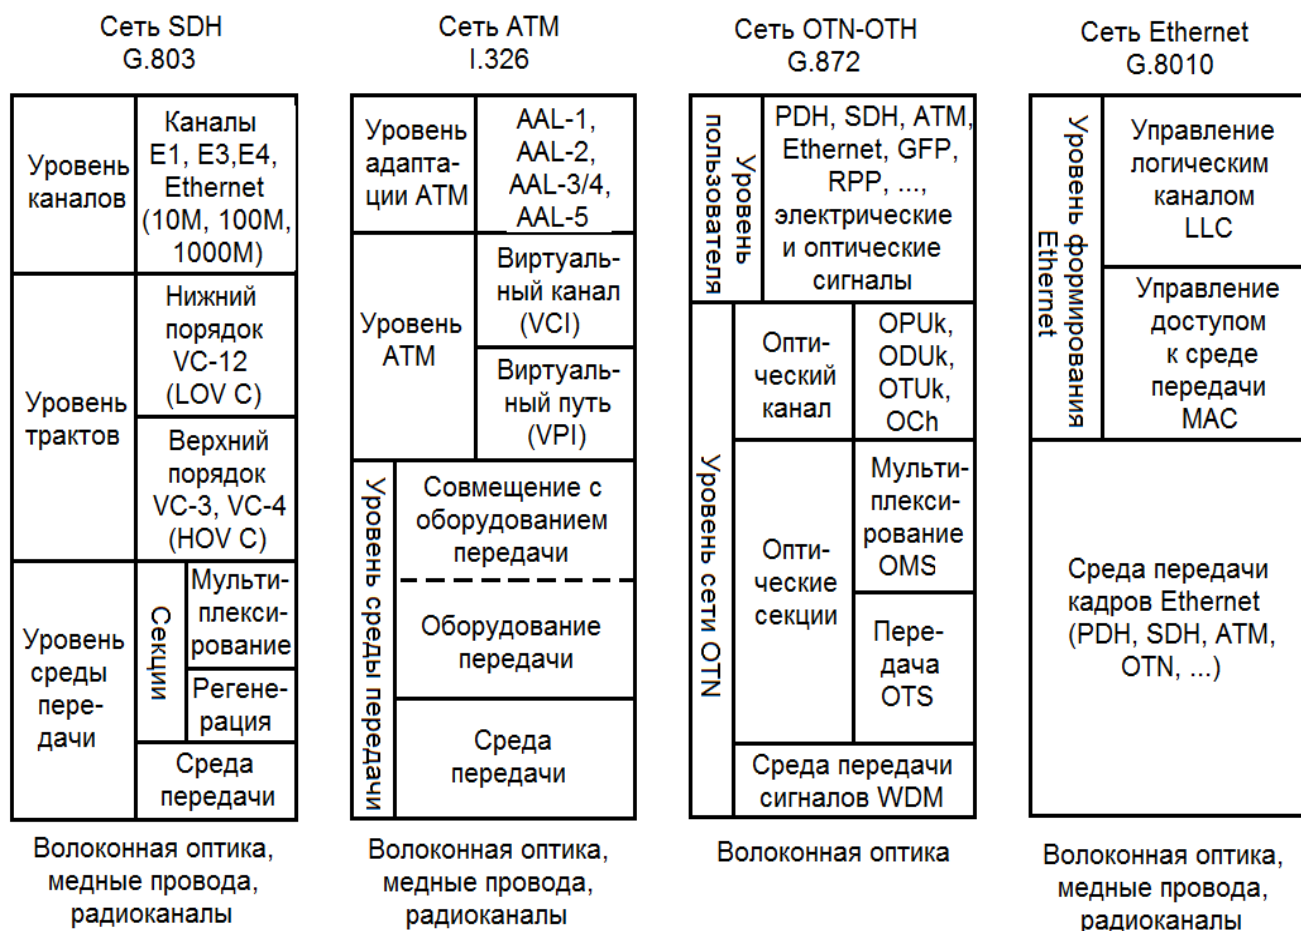 Сеть SDH
G.803
Уровень
каналов
Каналы
E1, E3,E4,
Ethernet
(10M, 100M,
1000M)
Уровень
трактов
Нижний
порядок
VC-12
(LOV C)
Верхний
порядок
VC-3, VC-4
(HOV C)
Уровень
среды
пере-
дачи
Секции
Мульти-
плекси-
рование
Регене-
рация
Среда
передачи
Волоконная оптика,
медные провода,
радиоканалы
Сеть ATM
I.326
Уровень
адапта-
ции ATM
AAL-1,
AAL-2,
AAL-3/4,
AAL-5
Уровень
ATM
Виртуаль-
ный канал
(VCI)
Виртуаль-
ный путь
(VPI)
Уровень среды передачи
Совмещение с
оборудованием
передачи
Оборудование
передачи
Среда
передачи
Волоконная оптика,
медные провода,
радиоканалы
Сеть OTN-OTH
G.872
Уровень
пользователя
PDH, SDH, ATM,
Ethernet, GFP,
RPP, ...,
электрические
и оптические
сигналы
Уровень сети OTN
Опти-
ческий
канал
OPUk,
ODUk,
OTUk,
OCh
Опти-
ческие
секции
Мульти-
плекси-
рование
OMS
Пере-
дача
OTS
Среда передачи
сигналов WDM
Волоконная оптика
Сеть Ethernet
G.8010
Уровень формирования
Ethernet
Управление
логическим
каналом
LLC
Управление
доступом
к среде
передачи
MAC
Среда передачи
кадров Ethernet
(PDH, SDH, ATM,
OTN, ...)
Волоконная оптика,
медные провода,
радиоканалы